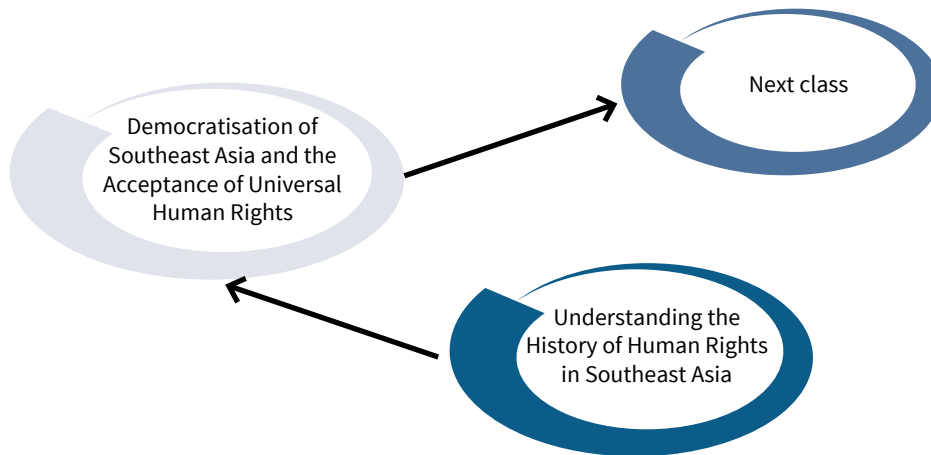 Next class
Democratisation of
Southeast Asia and the
Acceptance of Universal
Human Rights
Understanding the
History of Human Rights
in Southeast Asia